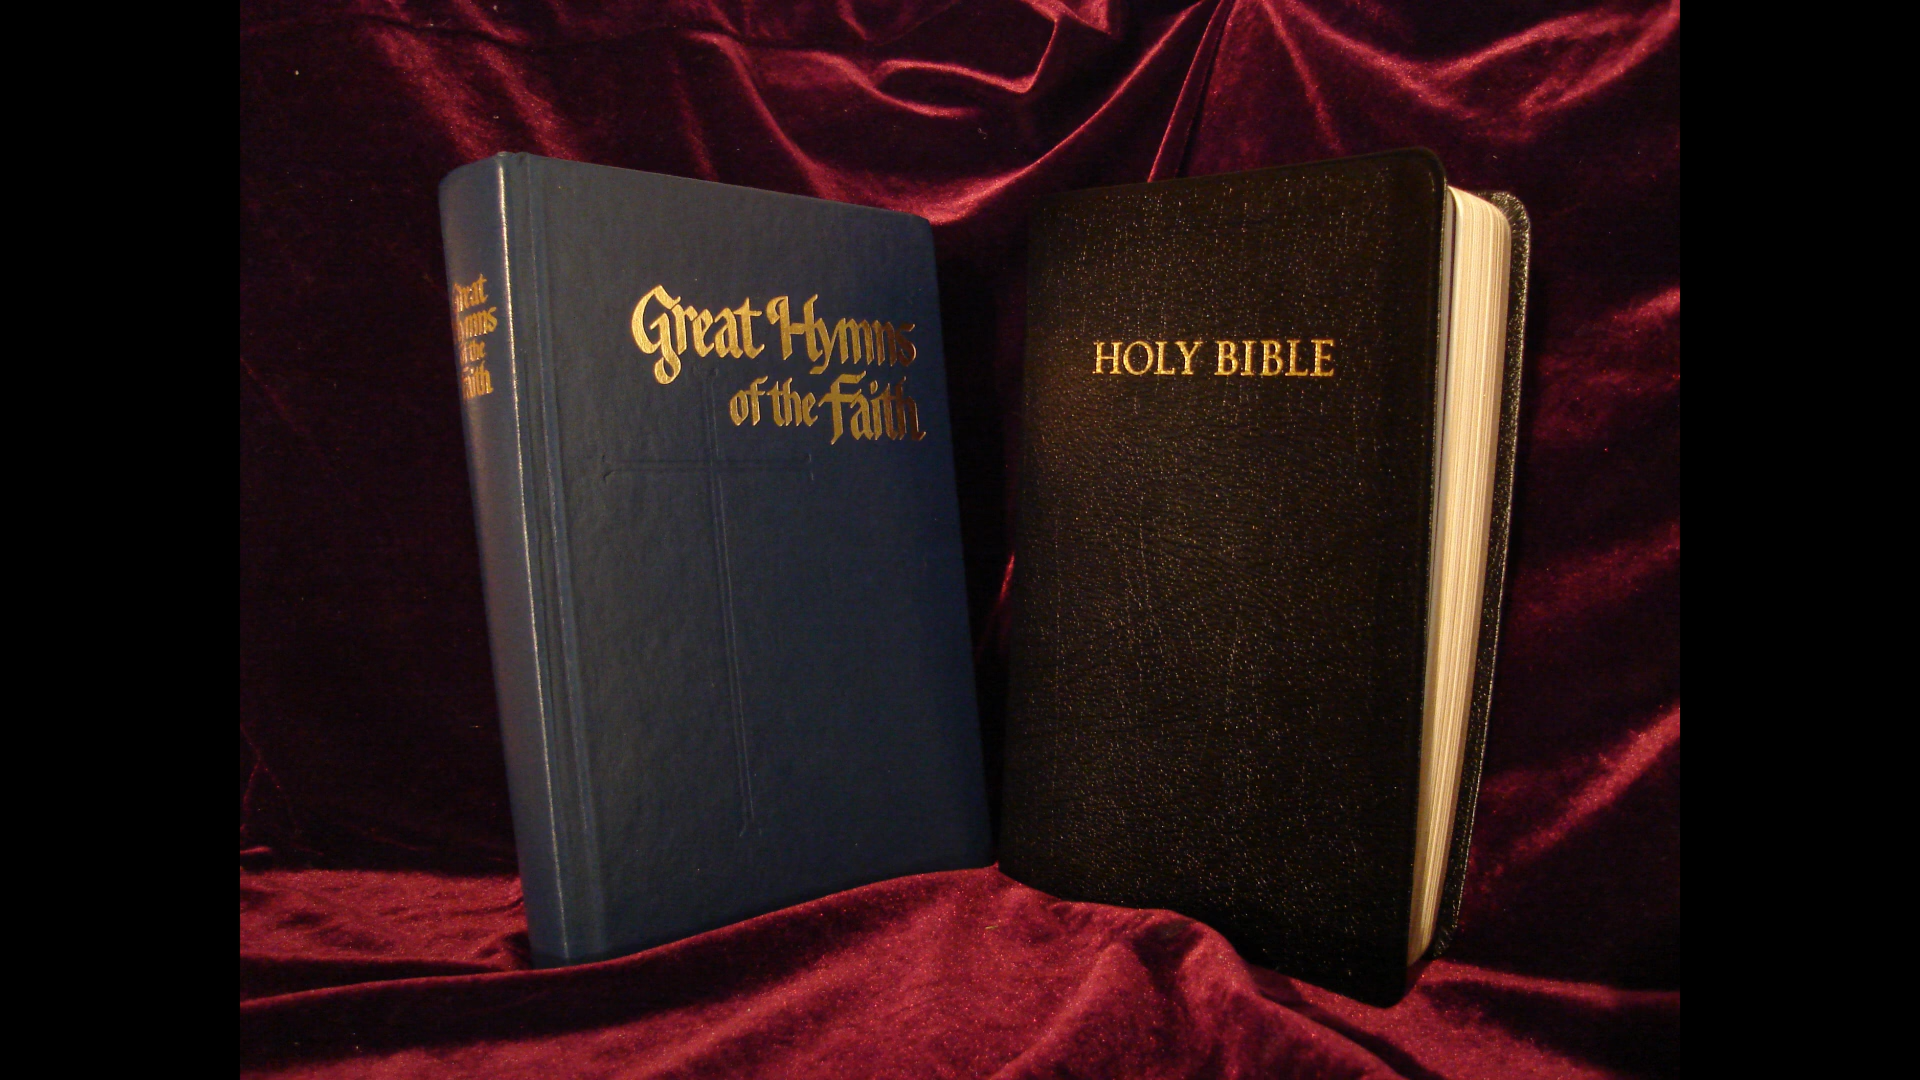 Great Hymns
of the Faith
Great
Hymns
of the
Faith
HOLY BIBLE